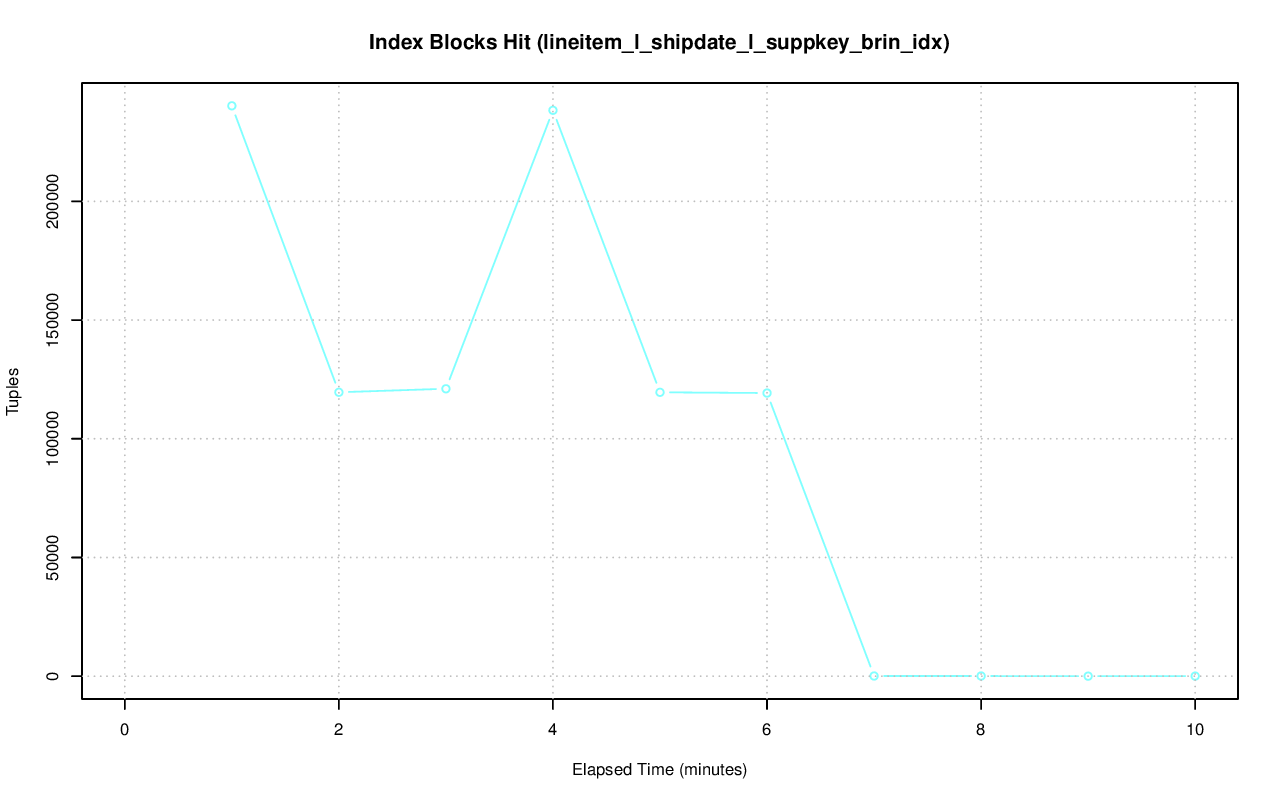 Index Blocks Hit (lineitem_l_shipdate_l_suppkey_brin_idx)
Tuples
200000
150000
100000
50000
0
0 2 4 6 8 10
Elapsed Time (minutes)